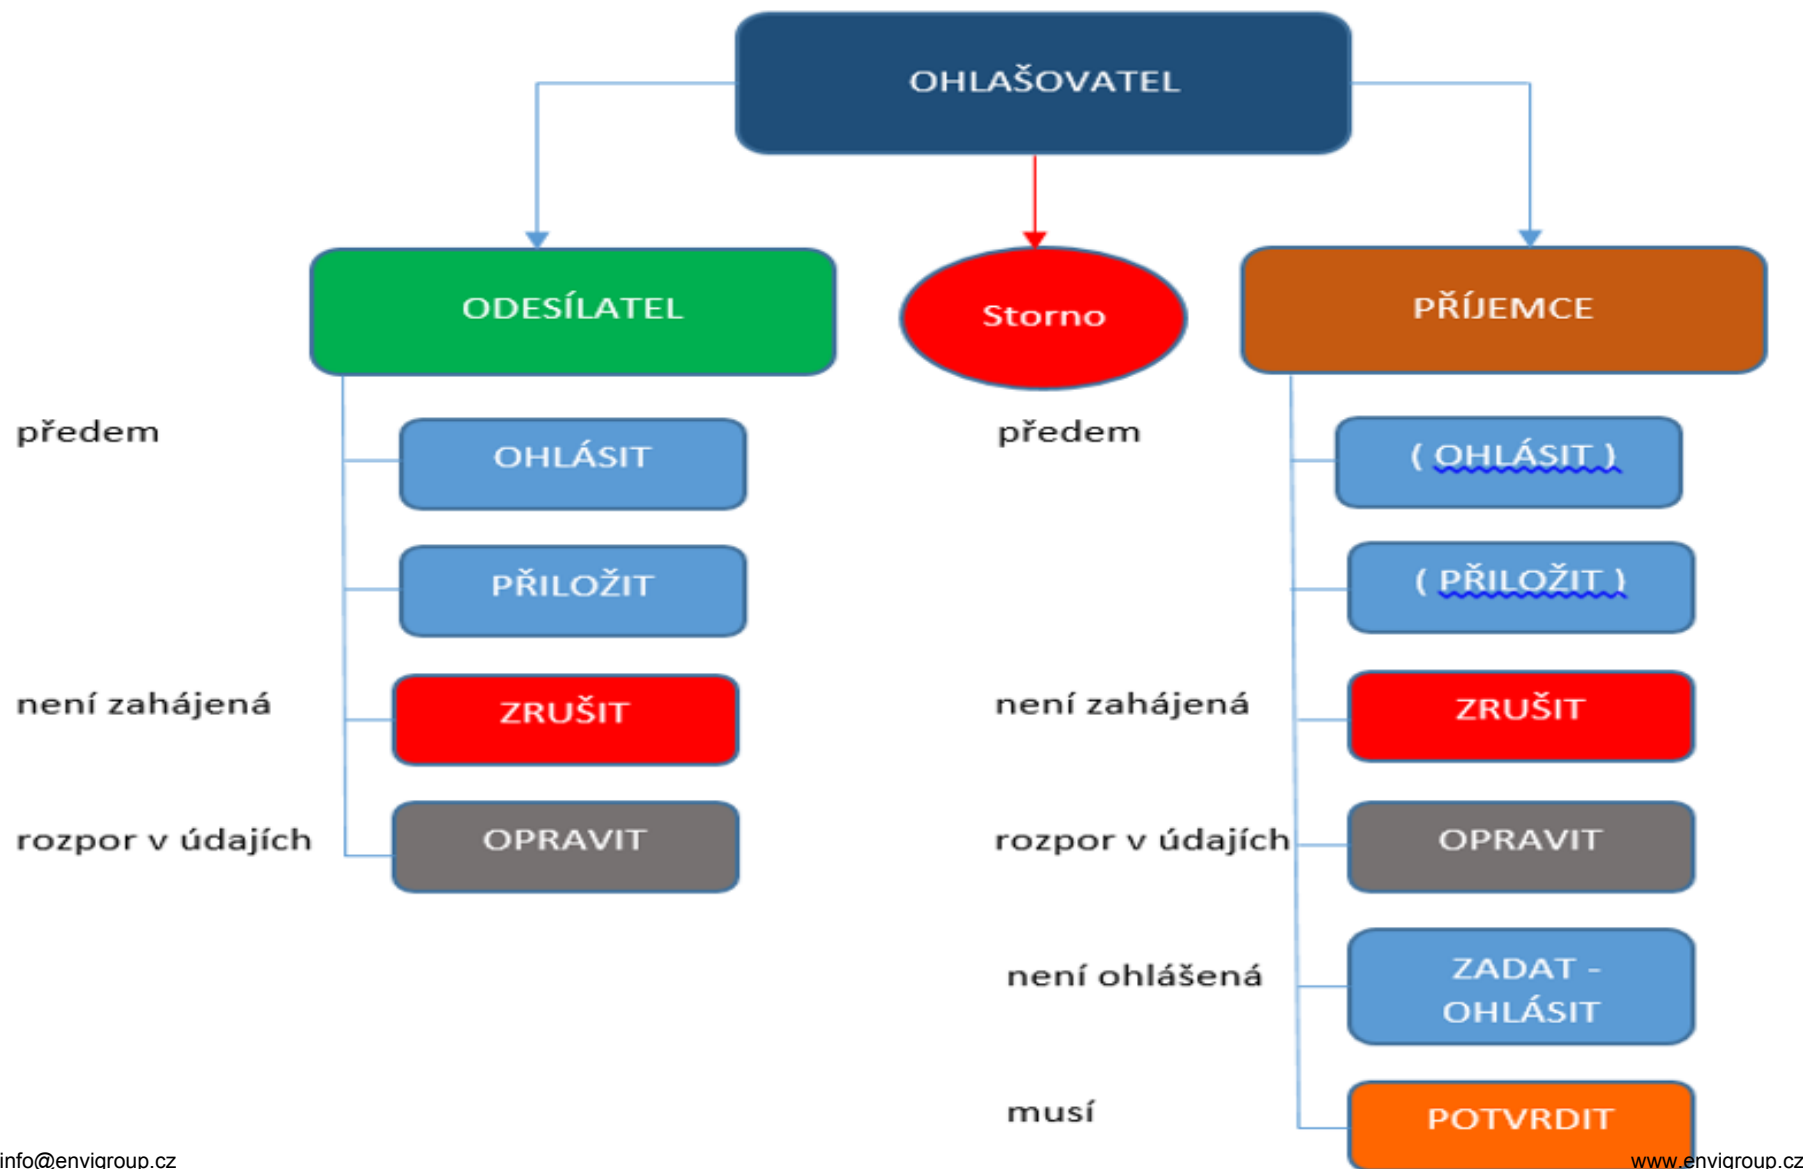 OHLAŠOVATEL
ODESÍLATEL
Storno
PŘÍJEMCE
předem
OHLÁSIT
předem
( OHLÁSIT )
PŘILOŽIT
( PŘILOŽIT )
není zahájená
ZRUŠIT
není zahájená
ZRUŠIT
rozpor v údajích
OPRAVIT
rozpor v údajích
OPRAVIT
není ohlášená
ZADAT -
OHLÁSIT
musí
POTVRDIT
info@envigroup.cz
www.envigroup.cz